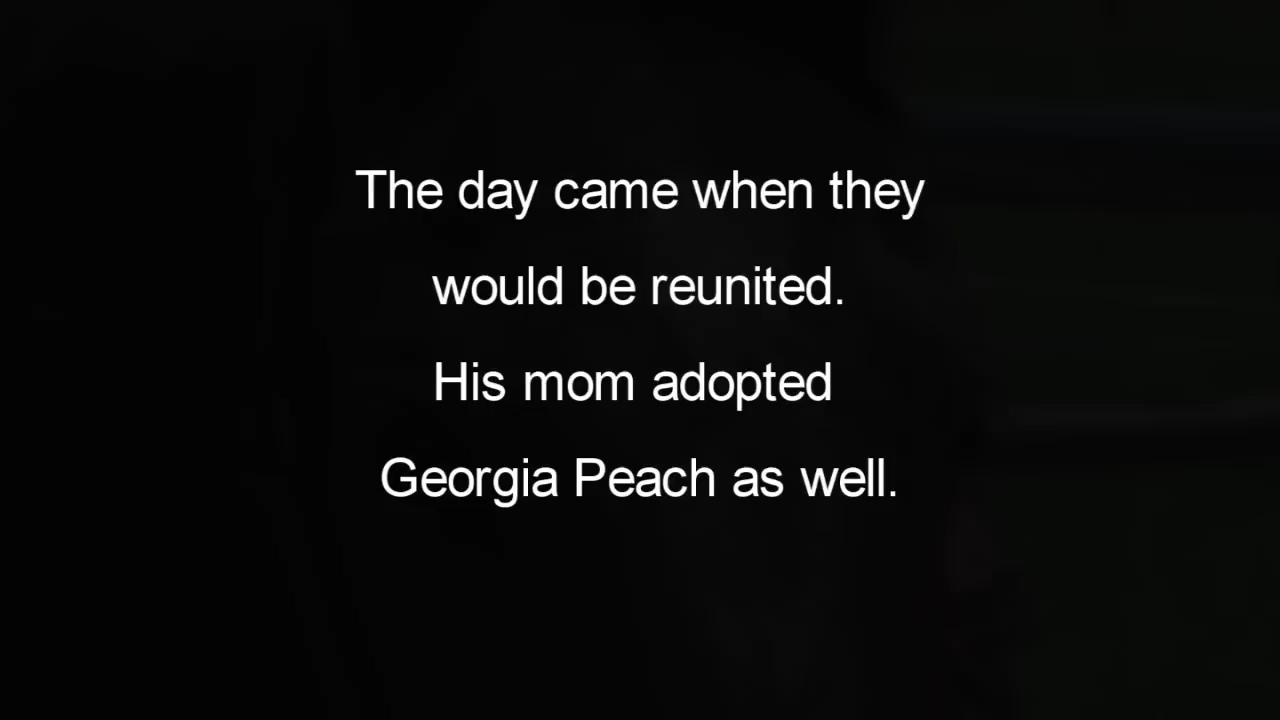 The day came when they
would be reunited.
His mom adopted
Georgia Peach as well.